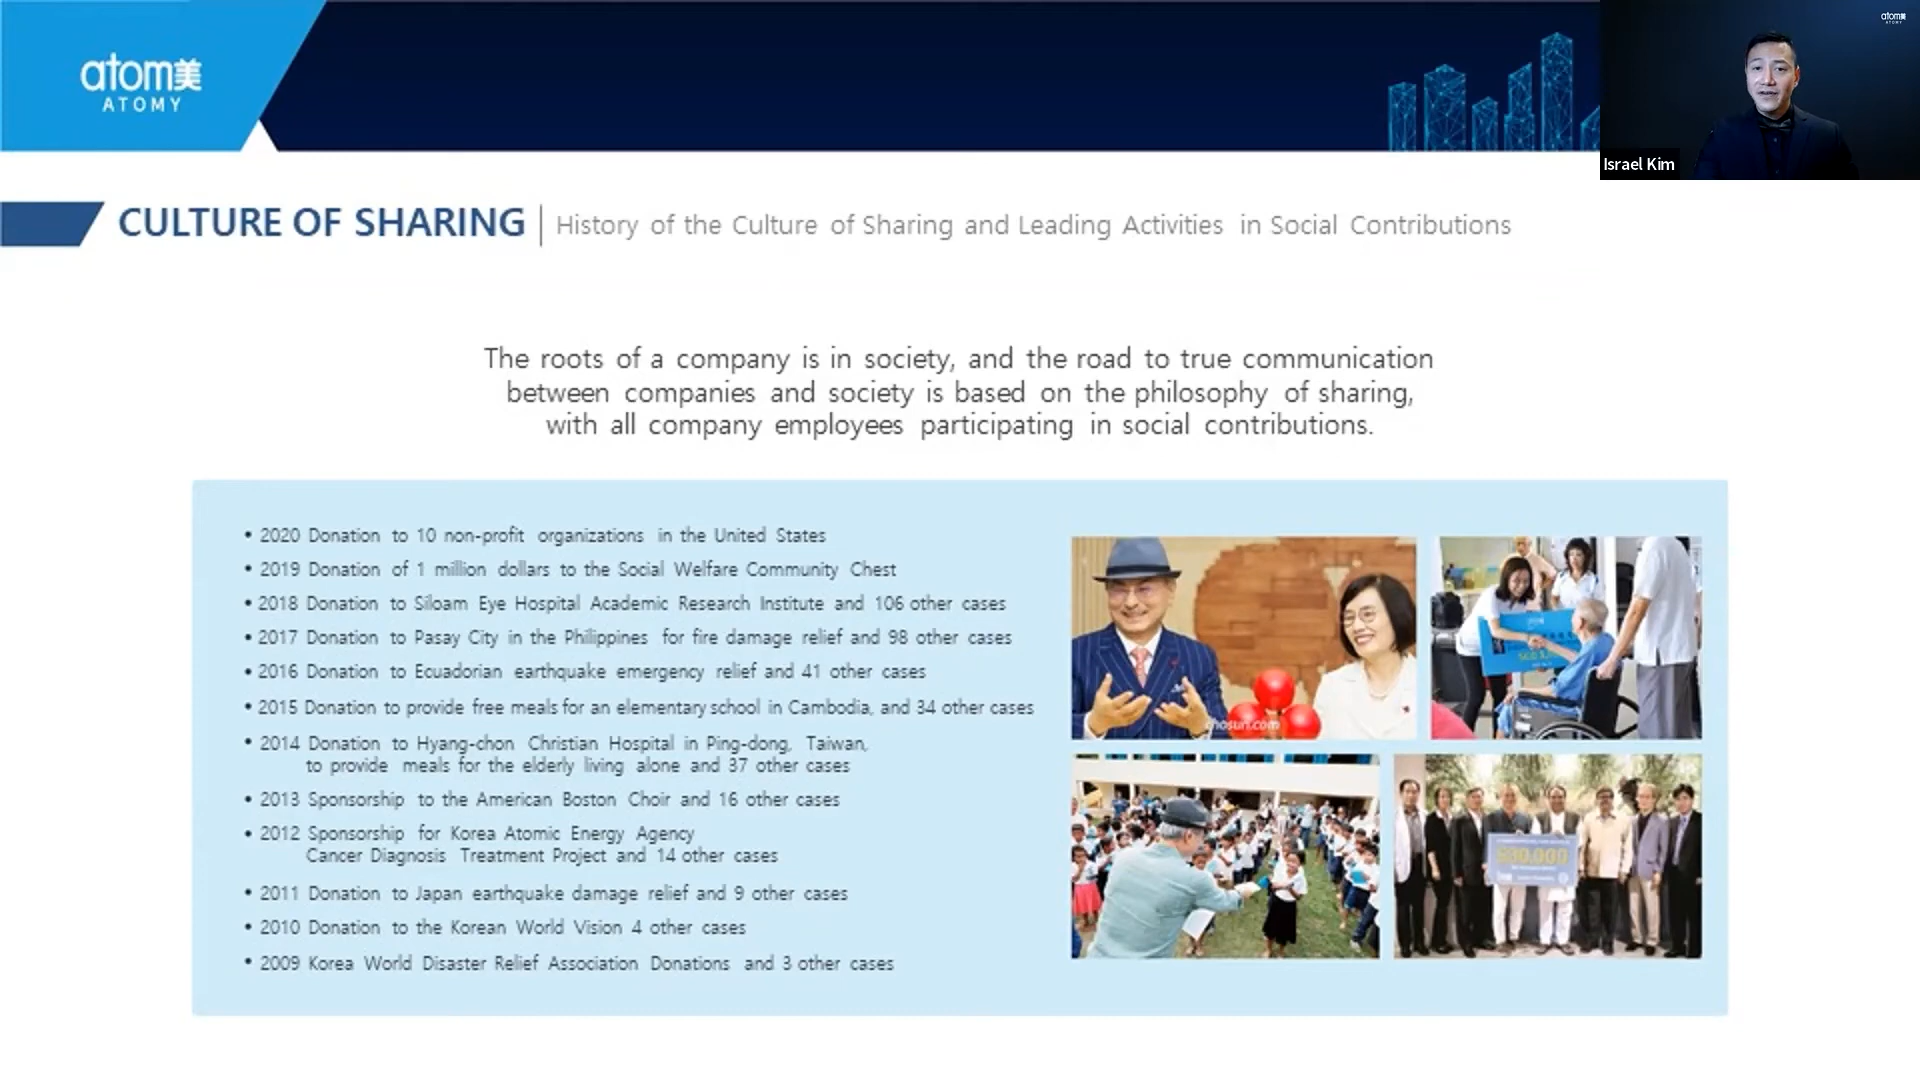 atom美
ATOMY
atom美
ATOMY
Israel Kim
CULTURE OF SHARING
History of the Culture of Sharing and Leading Activities in Social Contributions
The roots of a company is in society, and the road to true communication
between companies and society is based on the philosophy of sharing,
with all company employees participating in social contributions.
• 2020 Donation to 10 non-profit organizations in the United States
• 2019 Donation of 1 million dollars to the Social Welfare Community Chest
• 2018 Donation to Siloam Eye Hospital Academic Research Institute and 106 other cases
• 2017 Donation to Pasay City in the Philippines for fire damage relief and 98 other cases
• 2016 Donation to Ecuadorian earthquake emergency relief and 41 other cases
• 2015 Donation to provide free meals for an elementary school in Cambodia, and 34 other cases
• 2014 Donation to Hyang-chon Christian Hospital in Ping-dong, Taiwan,
to provide meals for the elderly living alone and 37 other cases
• 2013 Sponsorship to the American Boston Choir and 16 other cases
• 2012 Sponsorship for Korea Atomic Energy Agency
Cancer Diagnosis Treatment Project and 14 other cases
• 2011 Donation to Japan earthquake damage relief and 9 other cases
• 2010 Donation to the Korean World Vision 4 other cases
• 2009 Korea World Disaster Relief Association Donations and 3 other cases
chosun.com